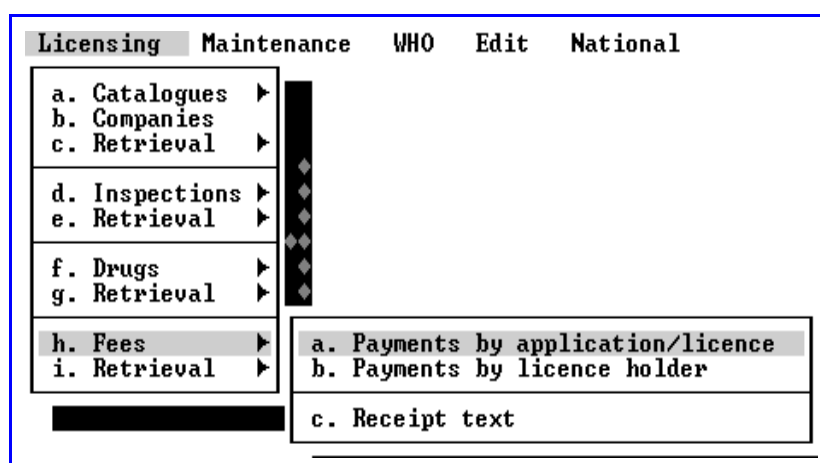 Licensing Maintenance WHO Edit National
a. Catalogues
b. Companies
c. Retrieval
d. Inspections
e. Retrieval
f. Drugs
g. Retrieval
h. Fees
i. Retrieval
a. Payments by application/licence
b. Payments by licence holder
c. Receipt text